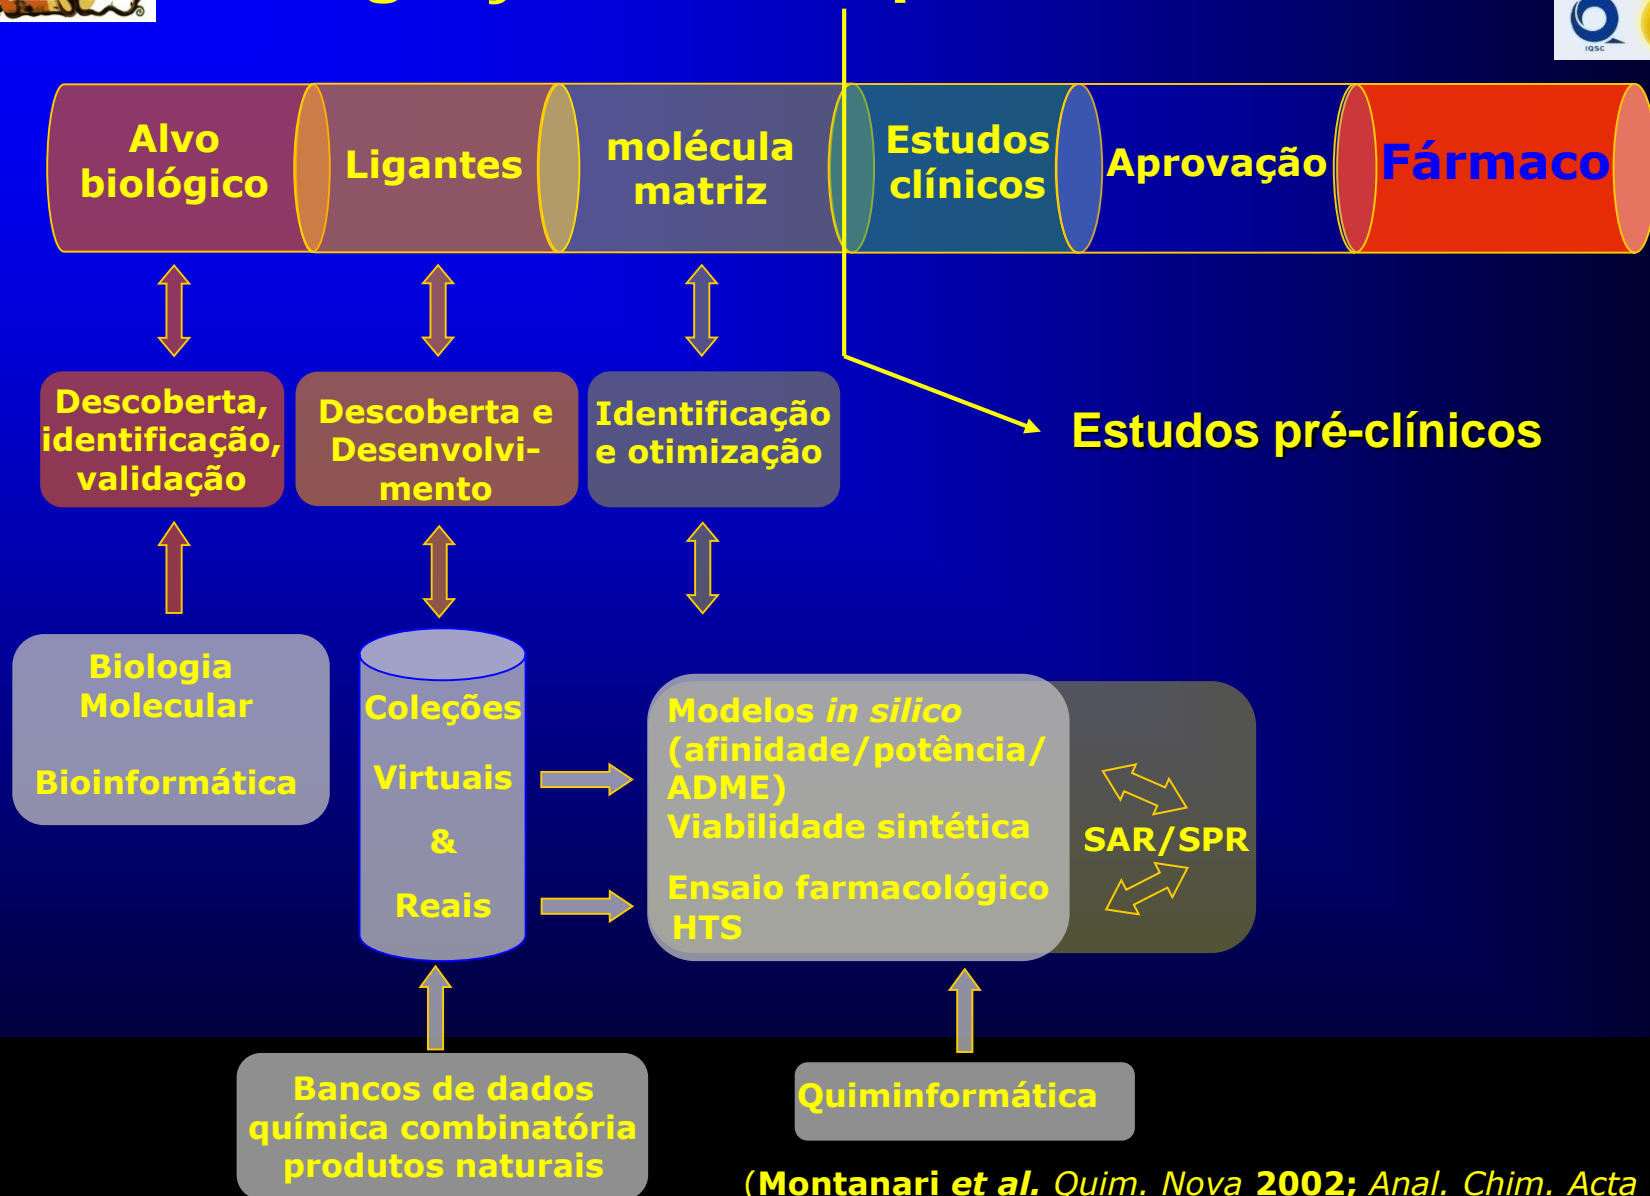 IQSC
Alvo
biológico
Ligantes
molécula
matriz
Estudos
clínicos
Aprovação
Fármaco
Descoberta,
identificação,
validação
Descoberta e
Desenvolvi-
mento
Identificação
e otimização
Estudos pré-clínicos
Biologia
Molecular
Bioinformática
Coleções
Virtuais
&
Reais
Modelos in silico
(afinidade/potência/
ADME)
Viabilidade sintética
Ensaio farmacológico
HTS
SAR/SPR
Bancos de dados
química combinatória
produtos naturais
Quiminformática
(Montanari et al. Quim. Nova 2002; Anal. Chim. Acta